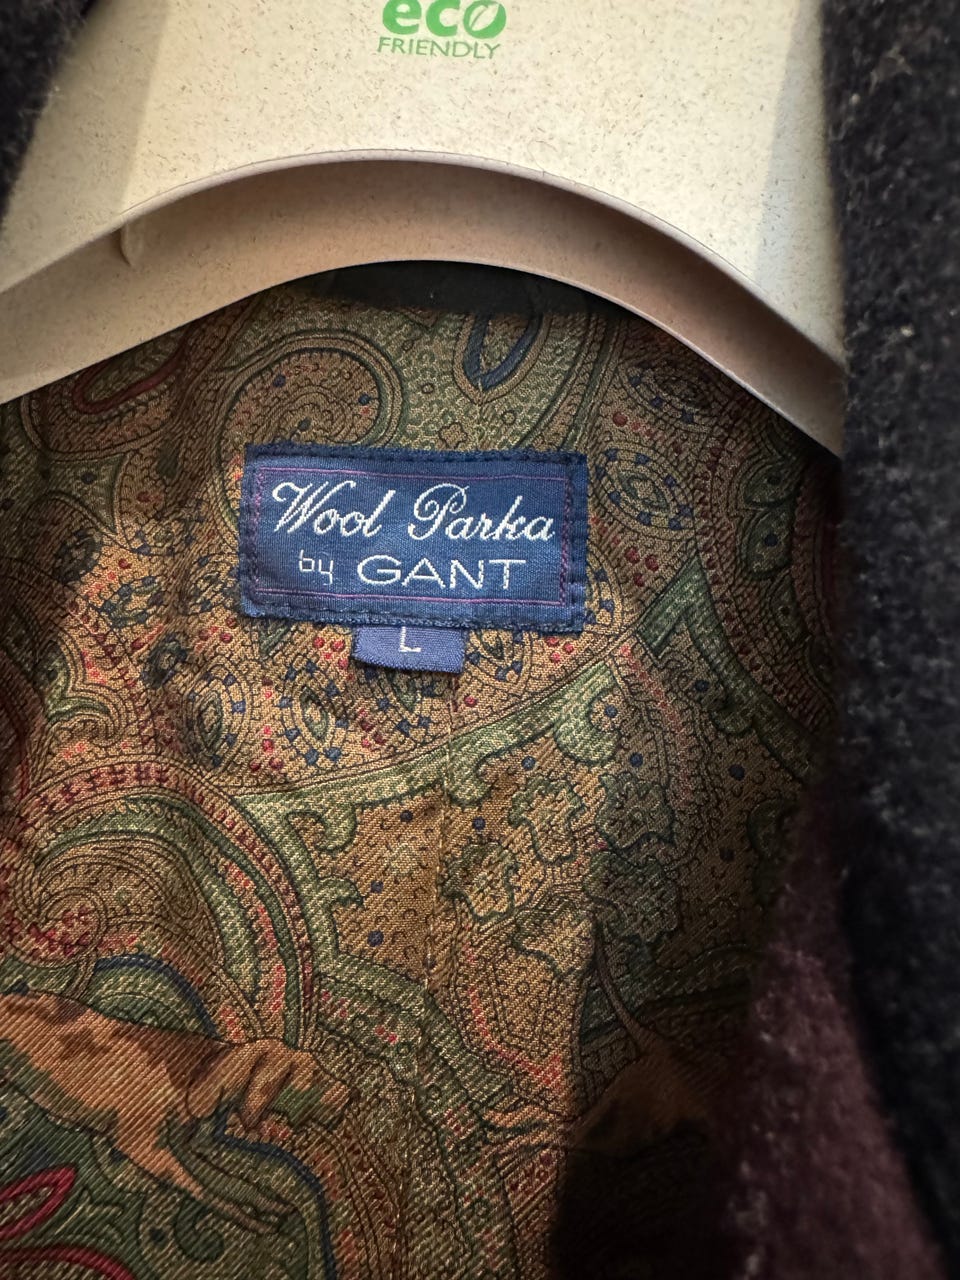 eco
FRIENDLY
Wool Parka
by GANT
L